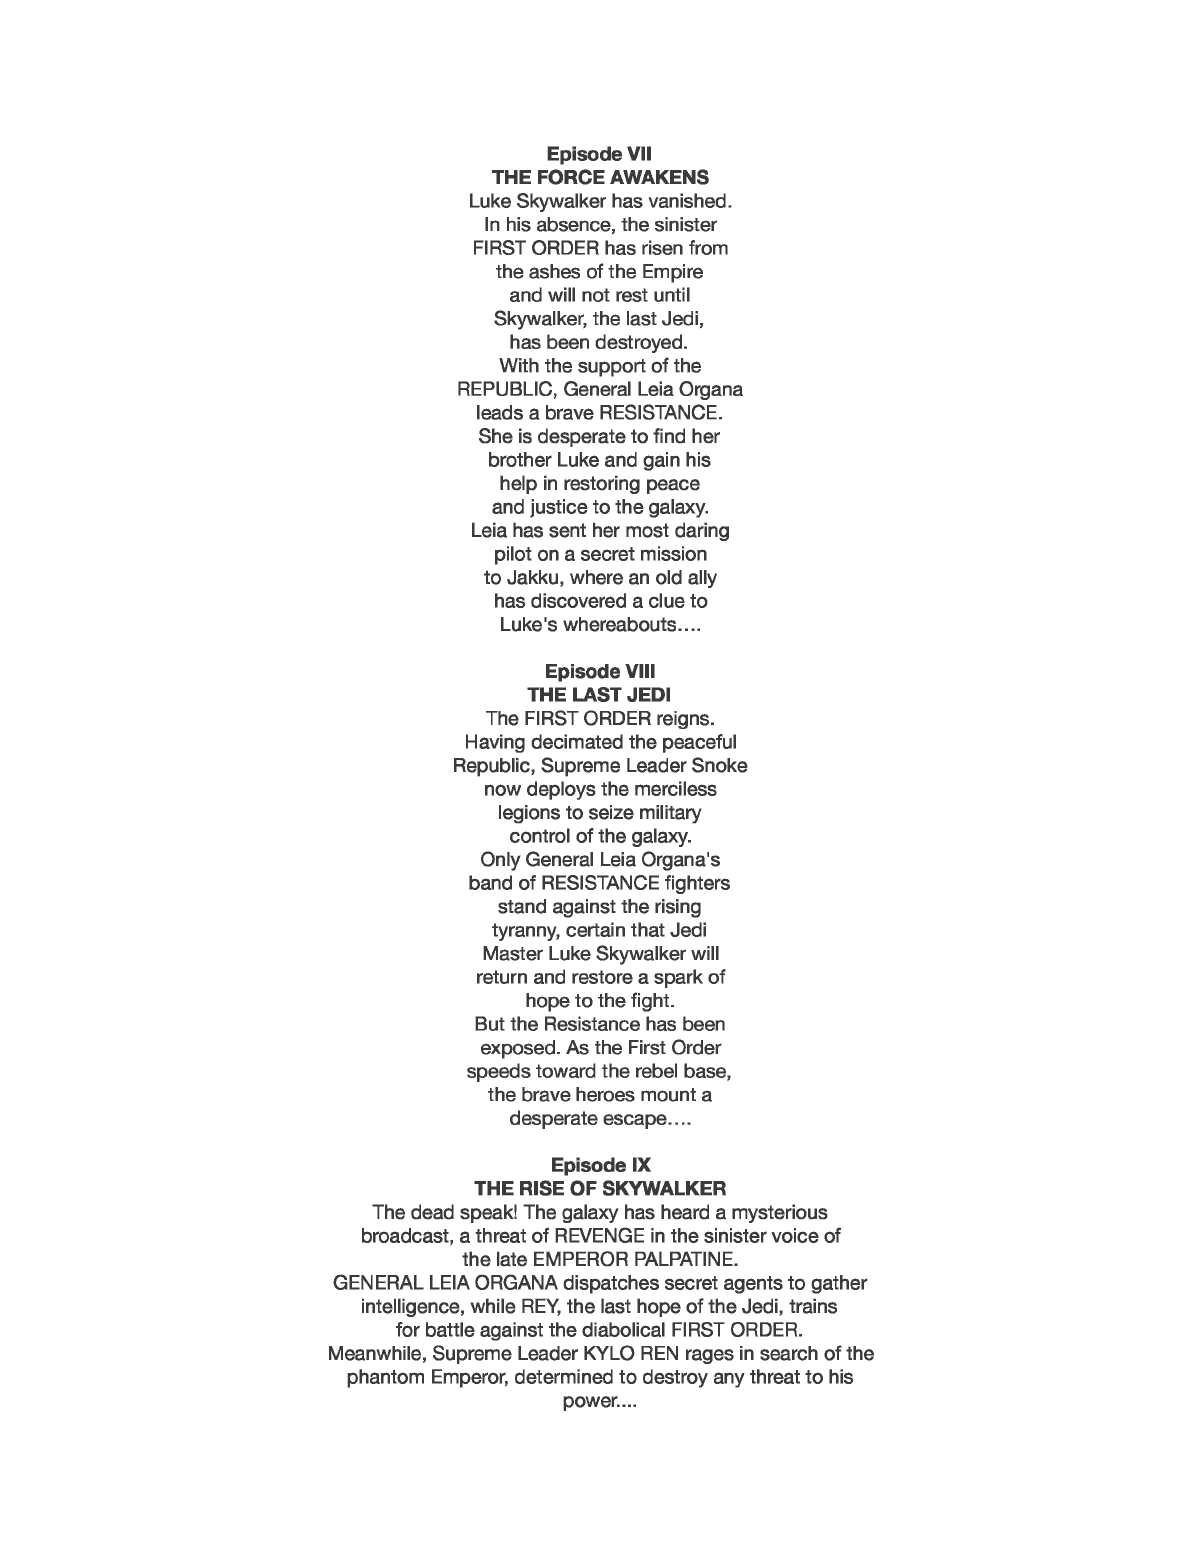 Episode VII
THE FORCE AWAKENS
Luke Skywalker has vanished.
In his absence, the sinister
FIRST ORDER has risen from
the ashes of the Empire
and will not rest until
Skywalker, the last Jedi,
has been destroyed.
With the support of the
REPUBLIC, General Leia Organa
leads a brave RESISTANCE.
She is desperate to find her
brother Luke and gain his
help in restoring peace
and justice to the galaxy.
Leia has sent her most daring
pilot on a secret mission
to Jakku, where an old ally
has discovered a clue to
Luke's whereabouts….
Episode VIII
THE LAST JEDI
The FIRST ORDER reigns.
Having decimated the peaceful
Republic, Supreme Leader Snoke
now deploys the merciless
legions to seize military
control of the galaxy.
Only General Leia Organa's
band of RESISTANCE fighters
stand against the rising
tyranny, certain that Jedi
Master Luke Skywalker will
return and restore a spark of
hope to the fight.
But the Resistance has been
exposed. As the First Order
speeds toward the rebel base,
the brave heroes mount a
desperate escape….
Episode IX
THE RISE OF SKYWALKER
The dead speak! The galaxy has heard a mysterious
broadcast, a threat of REVENGE in the sinister voice of
the late EMPEROR PALPATINE.
GENERAL LEIA ORGANA dispatches secret agents to gather
intelligence, while REY, the last hope of the Jedi, trains
for battle against the diabolical FIRST ORDER.
Meanwhile, Supreme Leader KYLO REN rages in search of the
phantom Emperor, determined to destroy any threat to his
power....